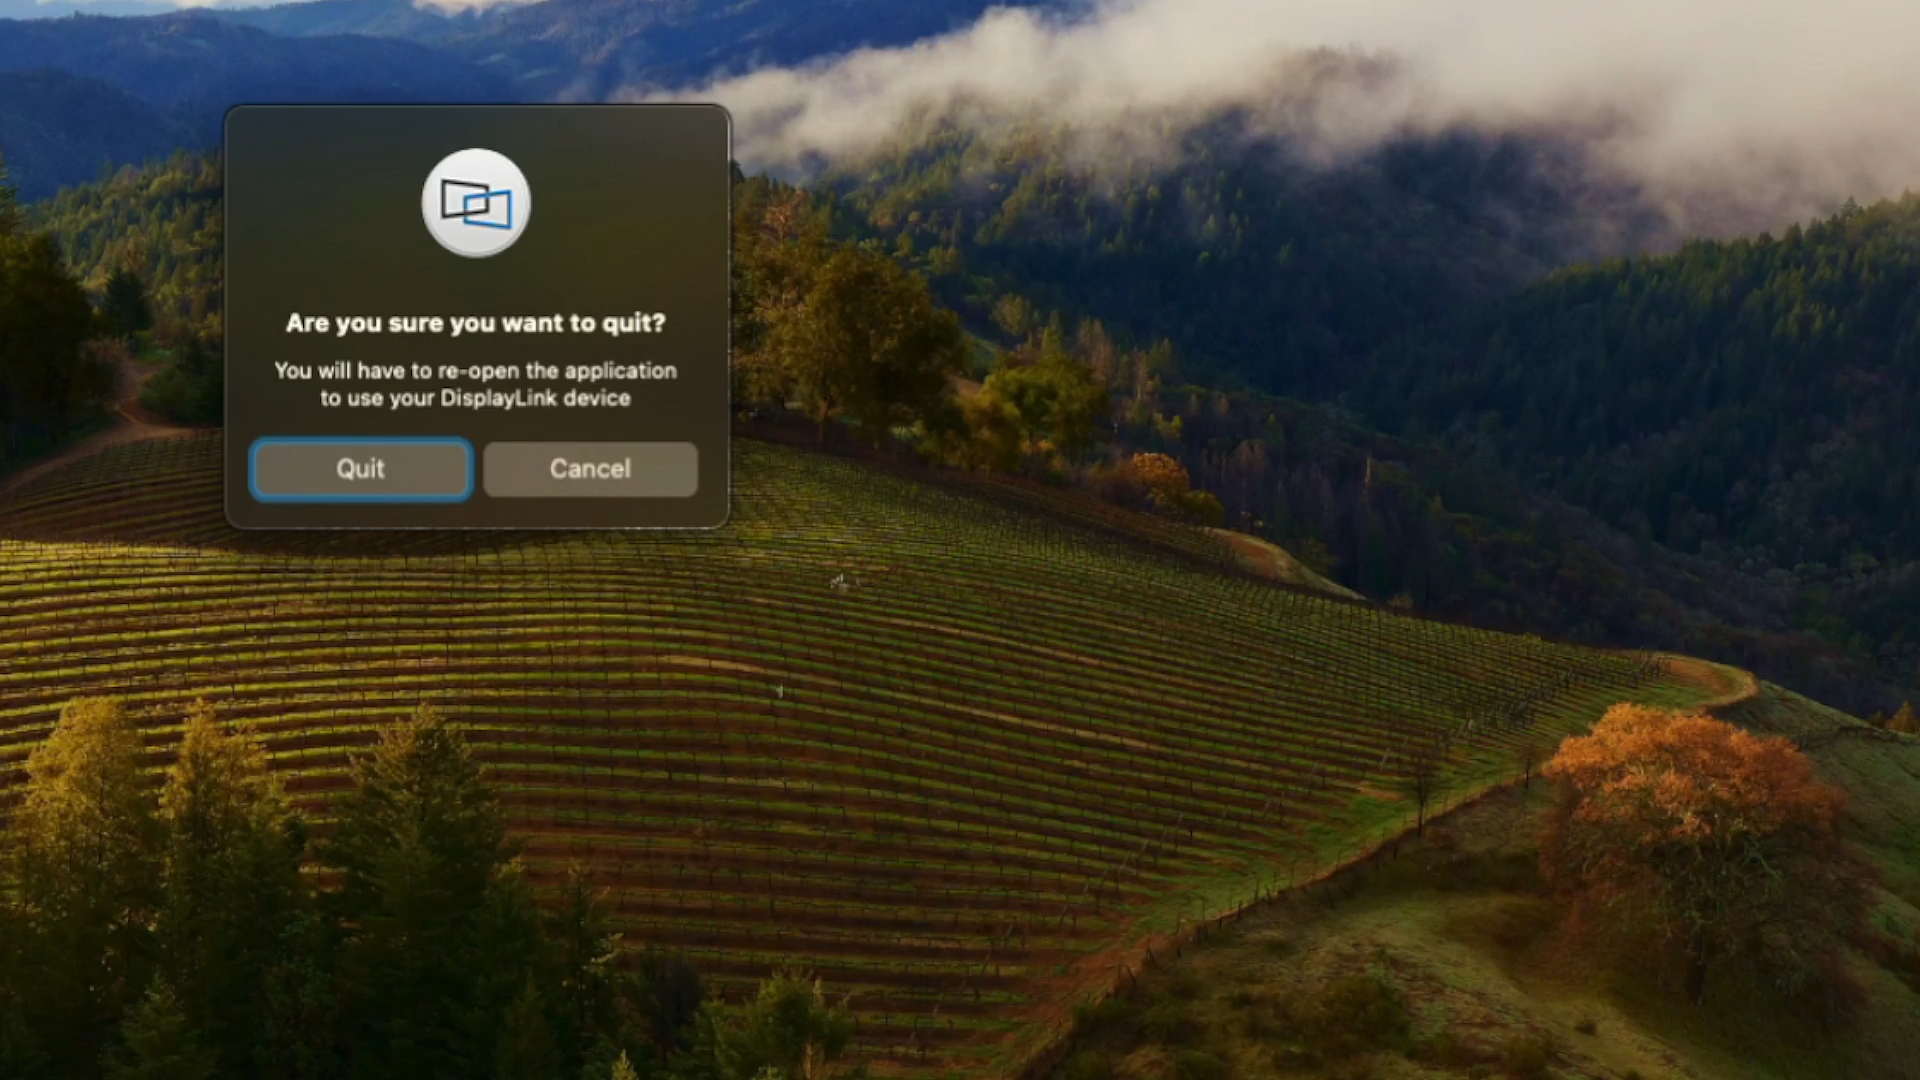 Are you sure you want to quit?
You will have to re-open the application
to use your DisplayLink device
Quit Cancel